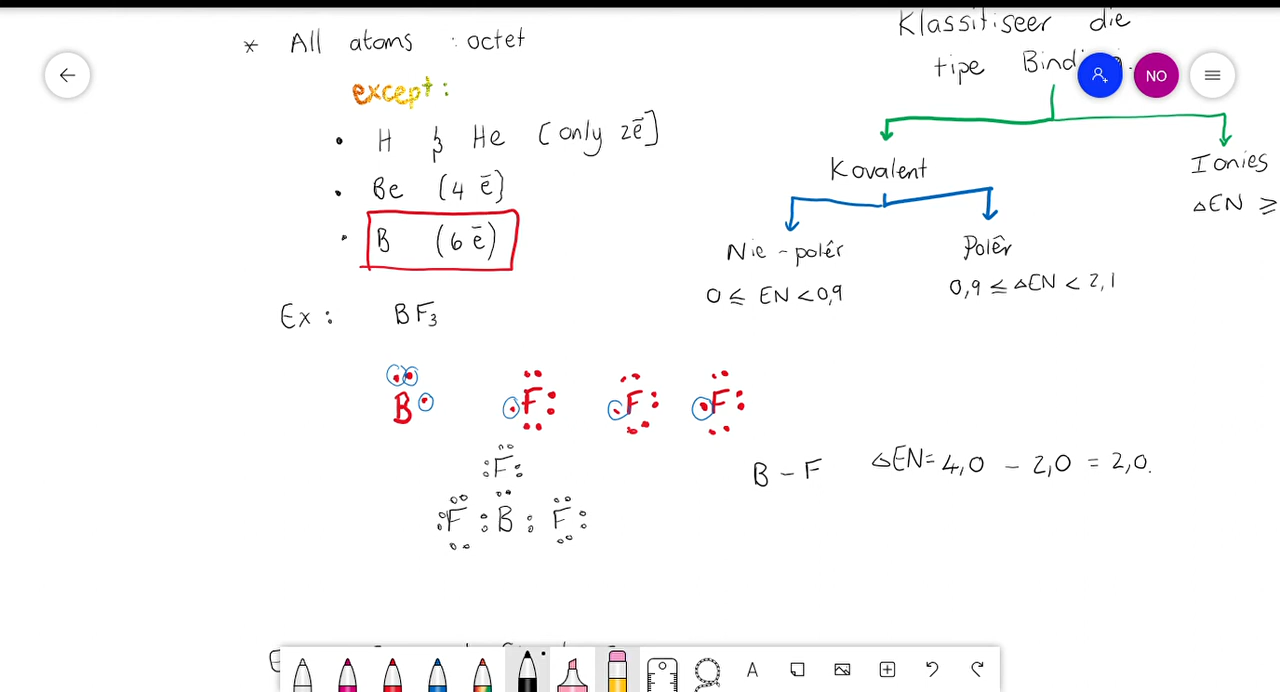 * All atoms : octet
except:
• H & He (only 2ē)
• Be (4 ē)
• B (6 ē)
Ex: BF₃
B F F F
F
F B F
Klassifiseer die
tipe
Kovalent
Ionies
ΔEN ≥
Nie-polêr
0 ≤ EN < 0,9
Polêr
0,9 ≤ ΔEN < 2,1
B – F ΔEN = 4,0 – 2,0 = 2,0.
NO
A